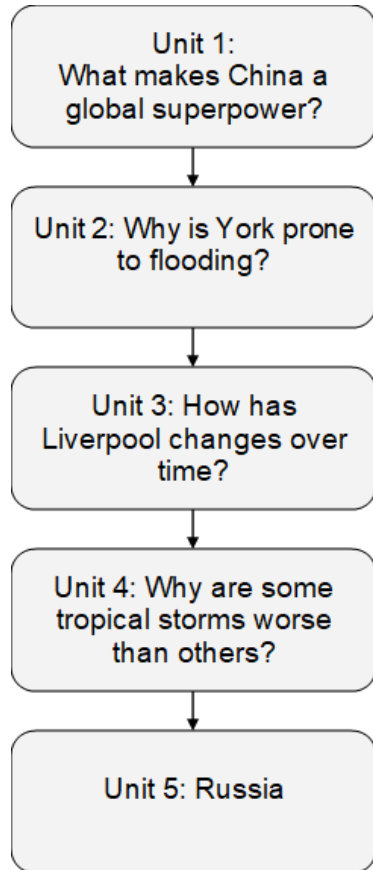 Unit 1:
What makes China a
global superpower?
Unit 2: Why is York prone
to flooding?
Unit 3: How has
Liverpool changes over
time?
Unit 4: Why are some
tropical storms worse
than others?
Unit 5: Russia